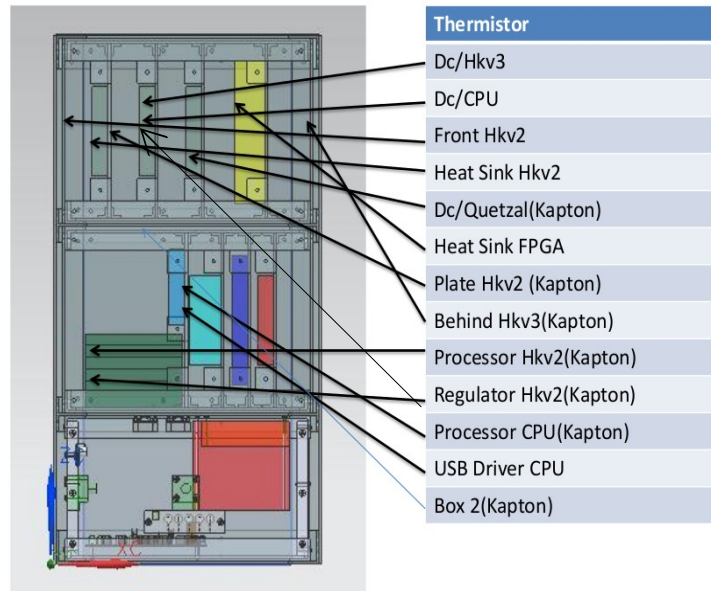 Thermistor
Dc/Hkv3
Dc/CPU
Front Hkv2
Heat Sink Hkv2
Dc/Quetzal(Kapton)
Heat Sink FPGA
Plate Hkv2 (Kapton)
Behind Hkv3(Kapton)
Processor Hkv2(Kapton)
Regulator Hkv2(Kapton)
Processor CPU(Kapton)
USB Driver CPU
Box 2(Kapton)
XC